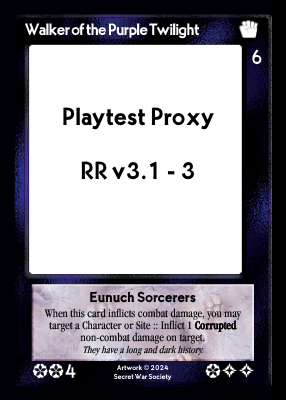 Walker of the Purple Twilight
6
Playtest Proxy
RR v3.1 - 3
Eunuch Sorcerers
When this card inflicts combat damage, you may
target a Character or Site :: Inflict 1 Corrupted
non-combat damage on target.
They have a long and dark history.
4
Artwork © 2024
Secret War Society